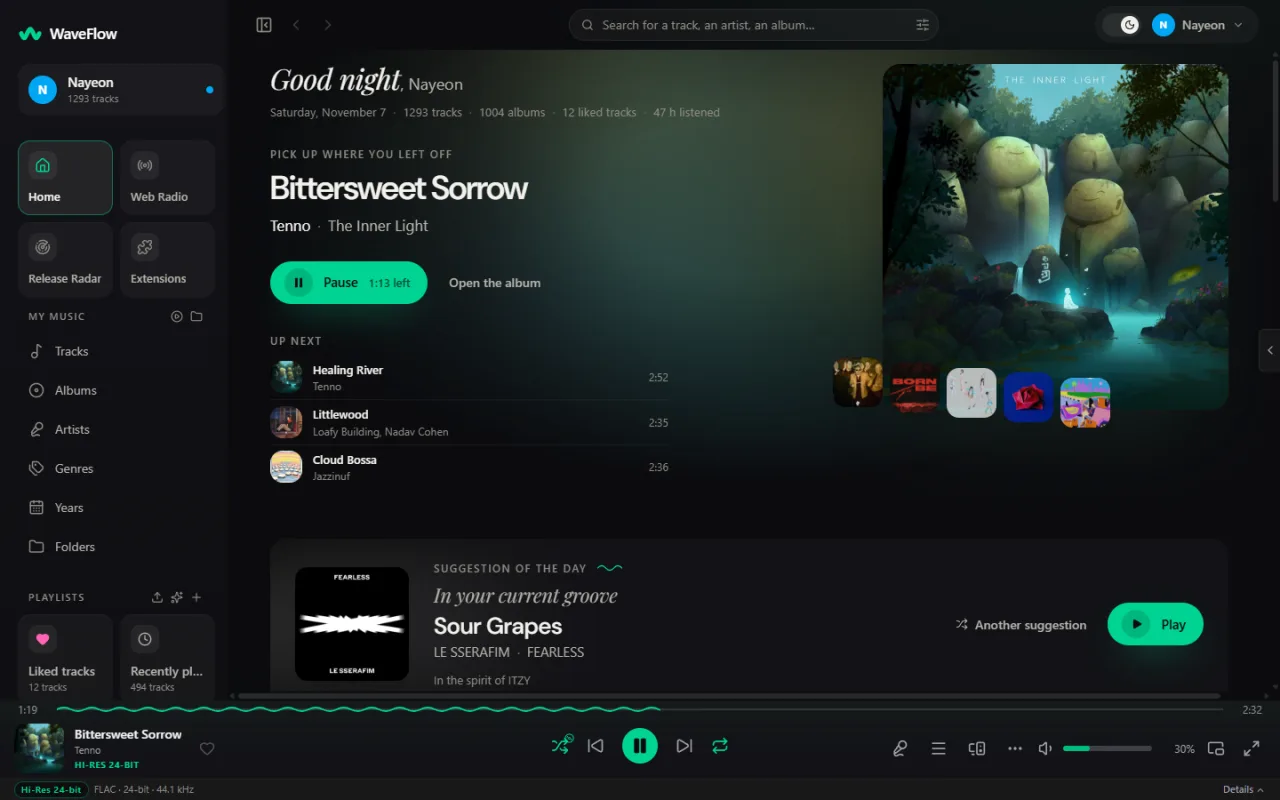 WaveFlow
Search for a track, an artist, an album...
N
Nayeon
N
Nayeon
1293 tracks
Home
Web Radio
Release Radar
Extensions
MY MUSIC
Tracks
Albums
Artists
Genres
Years
Folders
PLAYLISTS
Liked tracks
12 tracks
Recently pl...
494 tracks
Good night, Nayeon
Saturday, November 7 · 1293 tracks · 1004 albums · 12 liked tracks · 47 h listened
PICK UP WHERE YOU LEFT OFF
Bittersweet Sorrow
Tenno · The Inner Light
Pause 1:13 left
Open the album
THE INNER LIGHT
BORN
BE
UP NEXT
Healing River
Tenno
2:52
Littlewood
Loafy Building, Nadav Cohen
2:35
Cloud Bossa
Jazzinuf
2:36
FEARLESS
LE SSERAFIM
SUGGESTION OF THE DAY
In your current groove
Sour Grapes
LE SSERAFIM · FEARLESS
In the spirit of ITZY
Another suggestion
Play
1:19
2:32
Bittersweet Sorrow
Tenno
HI-RES 24-BIT
30%
Hi-Res 24-bit
FLAC · 24-bit · 44.1 kHz
Details